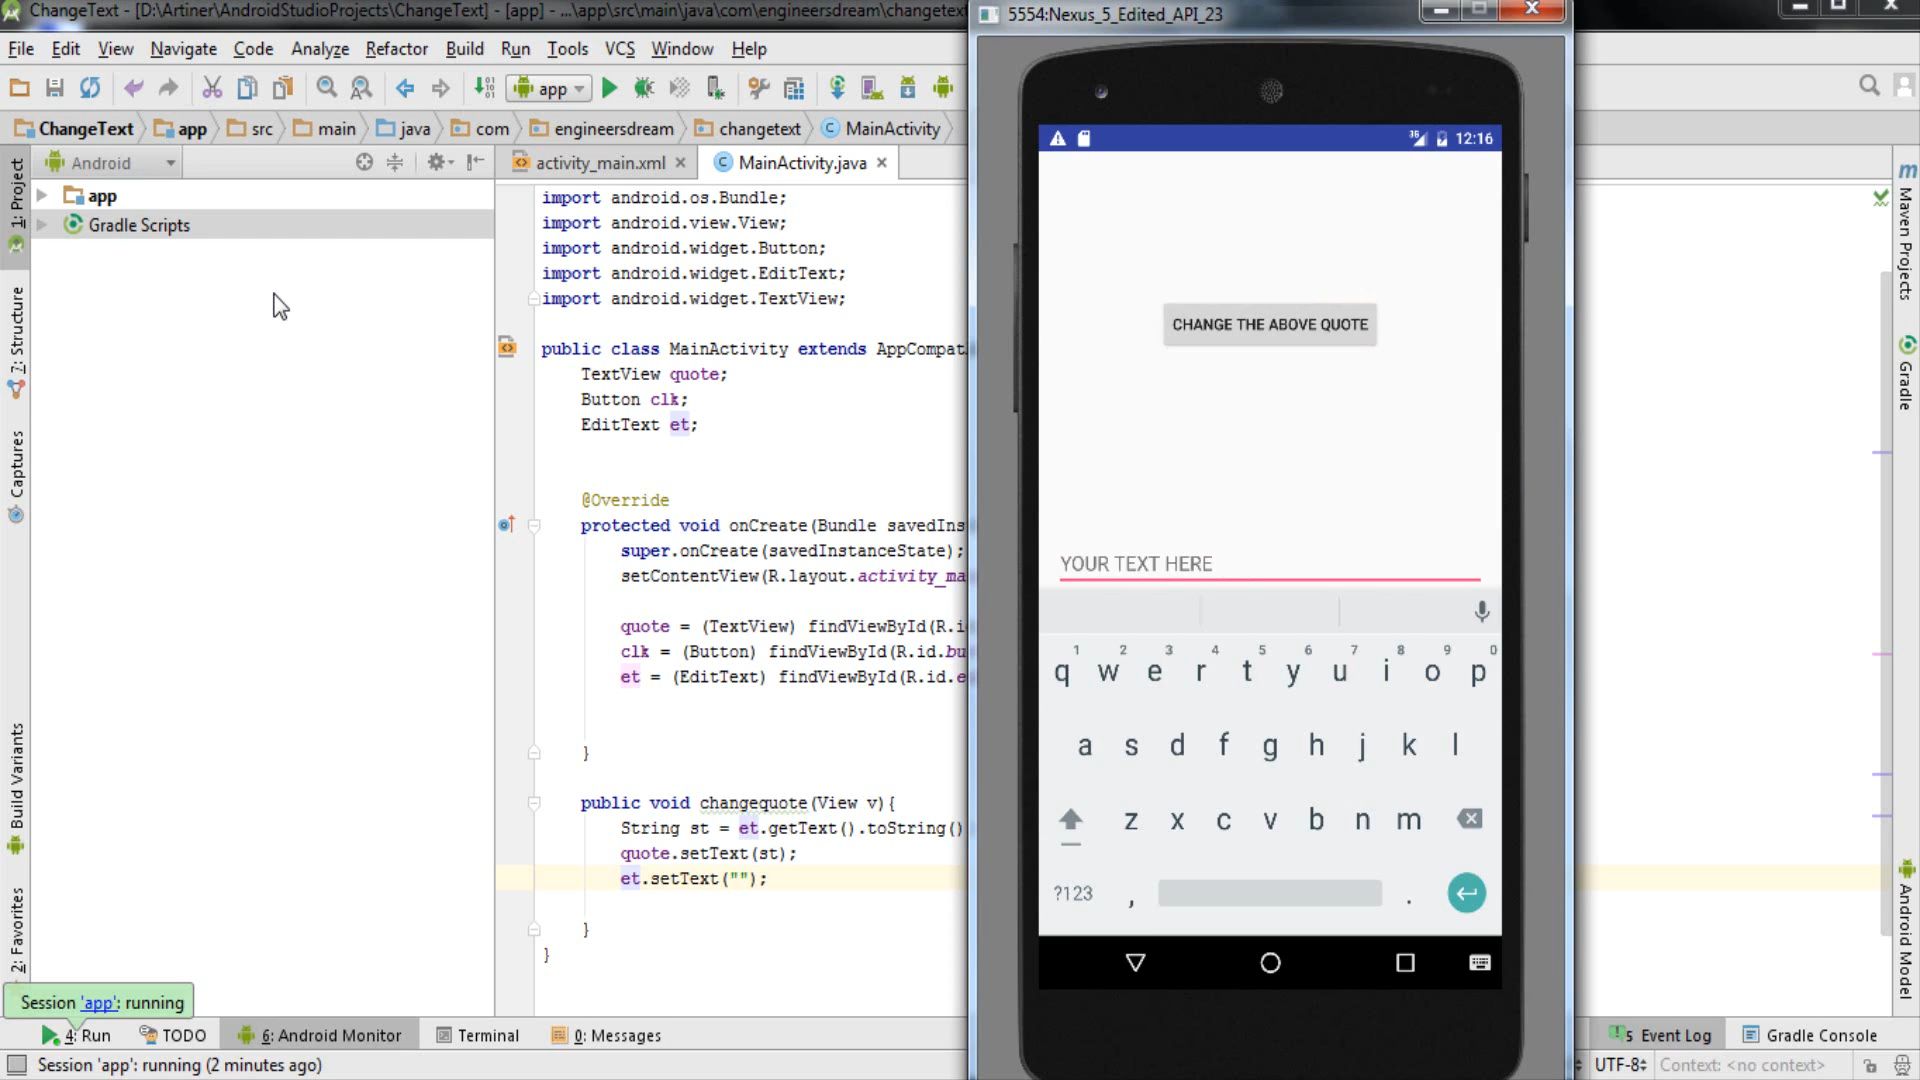 ChangeText - [D:\Artiner\AndroidStudioProjects\ChangeText] - [app] - ...\app\src\main\java\com\engineersdream\changetext
5554:Nexus_5_Edited_API_23
File Edit View Navigate Code Analyze Refactor Build Run Tools VCS Window Help
app
ChangeText app src main java com engineersdream changetext MainActivity
Android
activity_main.xml
MainActivity.java
app
Gradle Scripts
1: Project
7: Structure
Captures
Build Variants
2: Favorites
import android.os.Bundle;
import android.view.View;
import android.widget.Button;
import android.widget.EditText;
import android.widget.TextView;
public class MainActivity extends AppCompat
TextView quote;
Button clk;
EditText et;
@Override
protected void onCreate(Bundle savedIns
super.onCreate(savedInstanceState);
setContentView(R.layout.activity_ma
quote = (TextView) findViewById(R.i
clk = (Button) findViewById(R.id.bu
et = (EditText) findViewById(R.id.e
}
public void changequote(View v){
String st = et.getText().toString()
quote.setText(st);
et.setText("");
}
}
12:16
CHANGE THE ABOVE QUOTE
YOUR TEXT HERE
1 2 3 4 5 6 7 8 9 0
q w e r t y u i o p
a s d f g h j k l
z x c v b n m
?123 , .
Maven Projects
Gradle
Android Model
Session 'app': running
4: Run TODO 6: Android Monitor Terminal 0: Messages
5 Event Log Gradle Console
Session 'app': running (2 minutes ago)
UTF-8 Context: <no context>